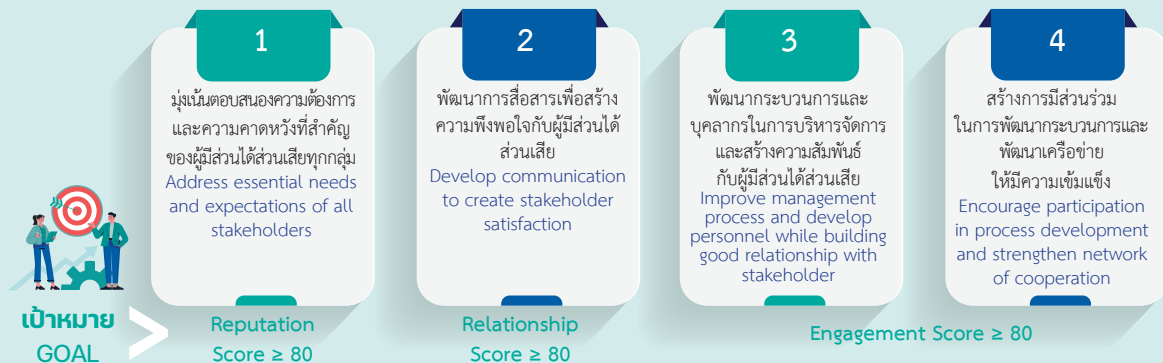 1
มุ่งเน้นตอบสนองความต้องการ
และความคาดหวังที่สำคัญ
ของผู้มีส่วนได้ส่วนเสียทุกกลุ่ม
Address essential needs
and expectations of all
stakeholders
2
พัฒนาการสื่อสารเพื่อสร้าง
ความพึงพอใจกับผู้มีส่วนได้
ส่วนเสีย
Develop communication
to create stakeholder
satisfaction
3
พัฒนากระบวนการและ
บุคลากรในการบริหารจัดการ
และสร้างความสัมพันธ์
กับผู้มีส่วนได้ส่วนเสีย
Improve management
process and develop
personnel while building
good relationship with
stakeholder
4
สร้างการมีส่วนร่วม
ในการพัฒนากระบวนการและ
พัฒนาเครือข่าย
ให้มีความเข้มแข็ง
Encourage participation
in process development
and strengthen network
of cooperation
เป้าหมาย
GOAL
Reputation
Score ≥ 80
Relationship
Score ≥ 80
Engagement Score ≥ 80